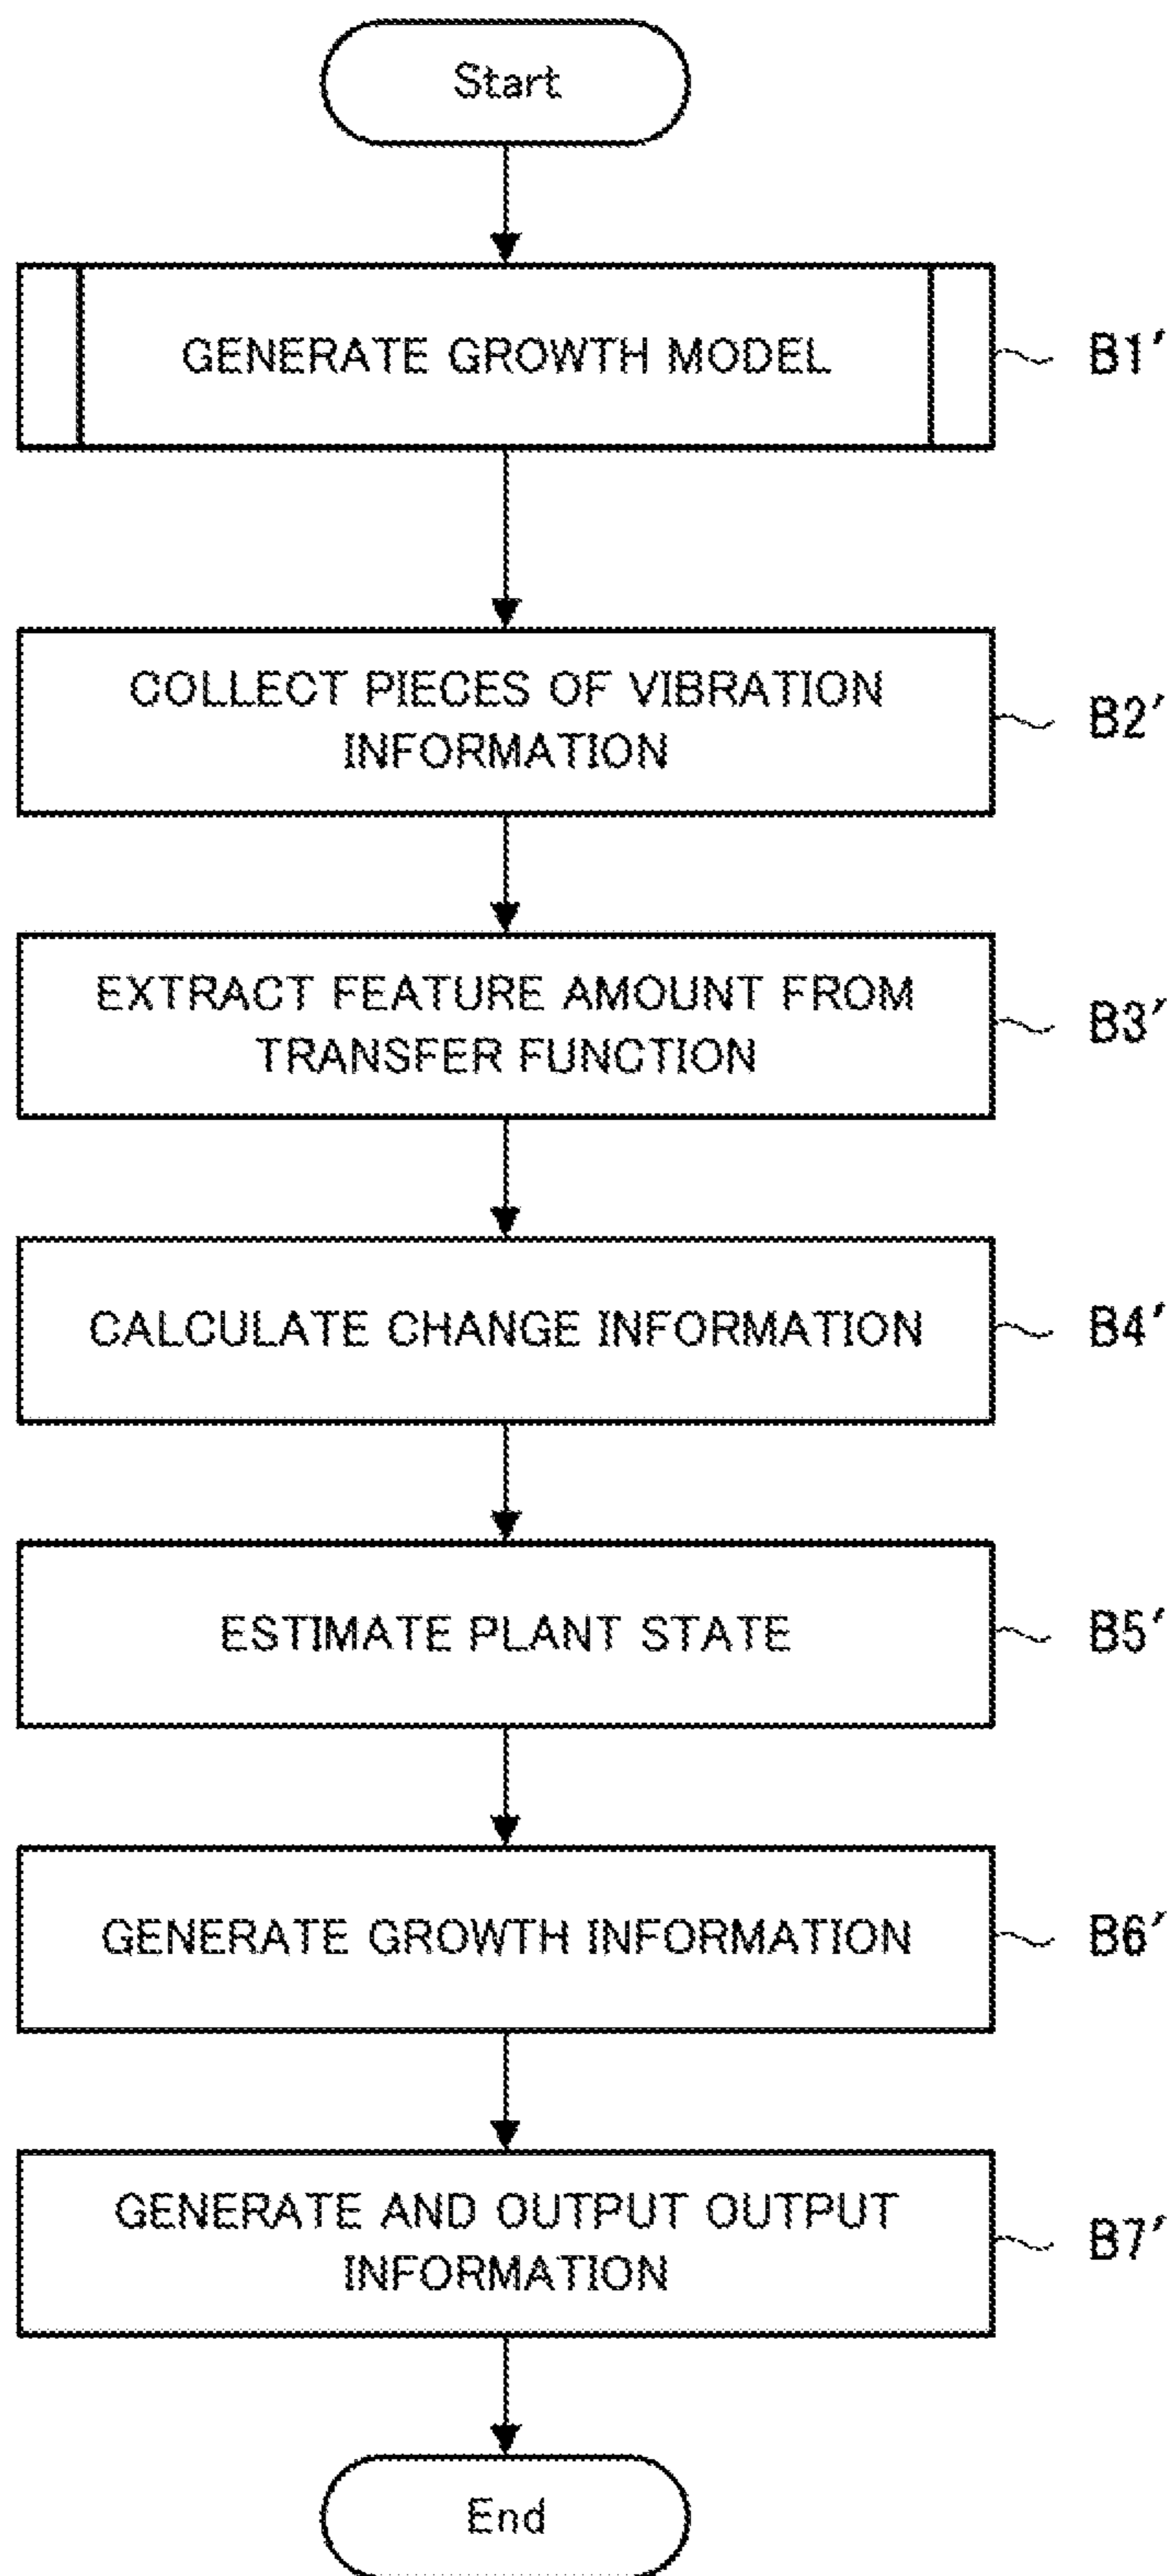 Start
GENERATE GROWTH MODEL
B1′
COLLECT PIECES OF VIBRATION
INFORMATION
B2′
EXTRACT FEATURE AMOUNT FROM
TRANSFER FUNCTION
B3′
CALCULATE CHANGE INFORMATION
B4′
ESTIMATE PLANT STATE
B5′
GENERATE GROWTH INFORMATION
B6′
GENERATE AND OUTPUT OUTPUT
INFORMATION
B7′
End